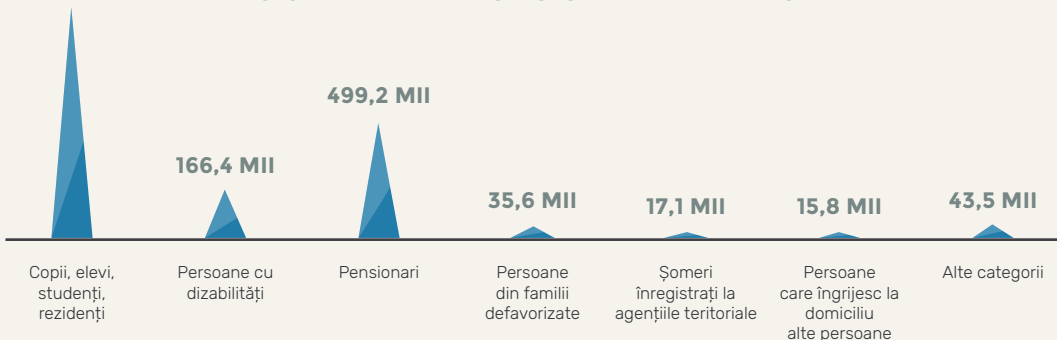 499,2 MII
166,4 MII
35,6 MII
17,1 MII
15,8 MII
43,5 MII
Copii, elevi,
studenți,
rezidenți
Persoane cu
dizabilități
Pensionari
Persoane
din familii
defavorizate
Șomeri
înregistrați la
agențiile teritoriale
Persoane
care îngrijesc la
domiciliu
alte persoane
Alte categorii